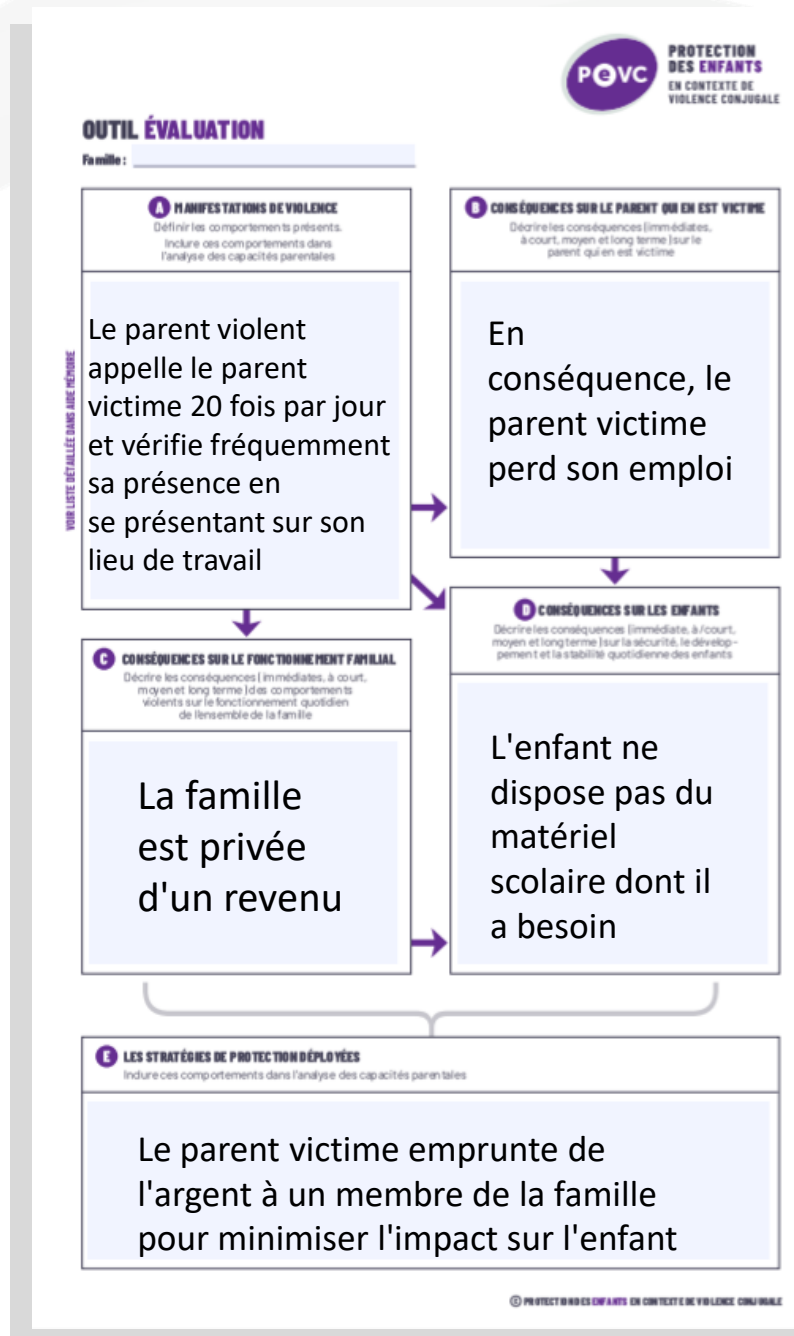 PEVC
PROTECTION
DES ENFANTS
EN CONTEXTE DE
VIOLENCE CONJUGALE
OUTIL ÉVALUATION
Famille :
A MANIFESTATIONS DE VIOLENCE
Définir les comportements présents.
Inclure ces comportements dans
l'analyse des capacités parentales
VOIR LISTE DÉTAILLÉE DANS AIDE MÉMOIRE
Le parent violent
appelle le parent
victime 20 fois par jour
et vérifie fréquemment
sa présence en
se présentant sur son
lieu de travail
B CONSÉQUENCES SUR LE PARENT QUI EN EST VICTIME
Décrire les conséquences (immédiates,
à court, moyen et long terme) sur le
parent qui en est victime
En
conséquence, le
parent victime
perd son emploi
C CONSÉQUENCES SUR LE FONCTIONNEMENT FAMILIAL
Décrire les conséquences (immédiates, à court,
moyen et long terme) des comportements
violents sur le fonctionnement quotidien
de l'ensemble de la famille
La famille
est privée
d'un revenu
D CONSÉQUENCES SUR LES ENFANTS
Décrire les conséquences (immédiate, à/court,
moyen et long terme) sur la sécurité, le dévelop-
pement et la stabilité quotidienne des enfants
L'enfant ne
dispose pas du
matériel
scolaire dont il
a besoin
E LES STRATÉGIES DE PROTECTION DÉPLOYÉES
Inclure ces comportements dans l'analyse des capacités parentales
Le parent victime emprunte de
l'argent à un membre de la famille
pour minimiser l'impact sur l'enfant
© PROTECTION DES ENFANTS EN CONTEXTE DE VIOLENCE CONJUGALE